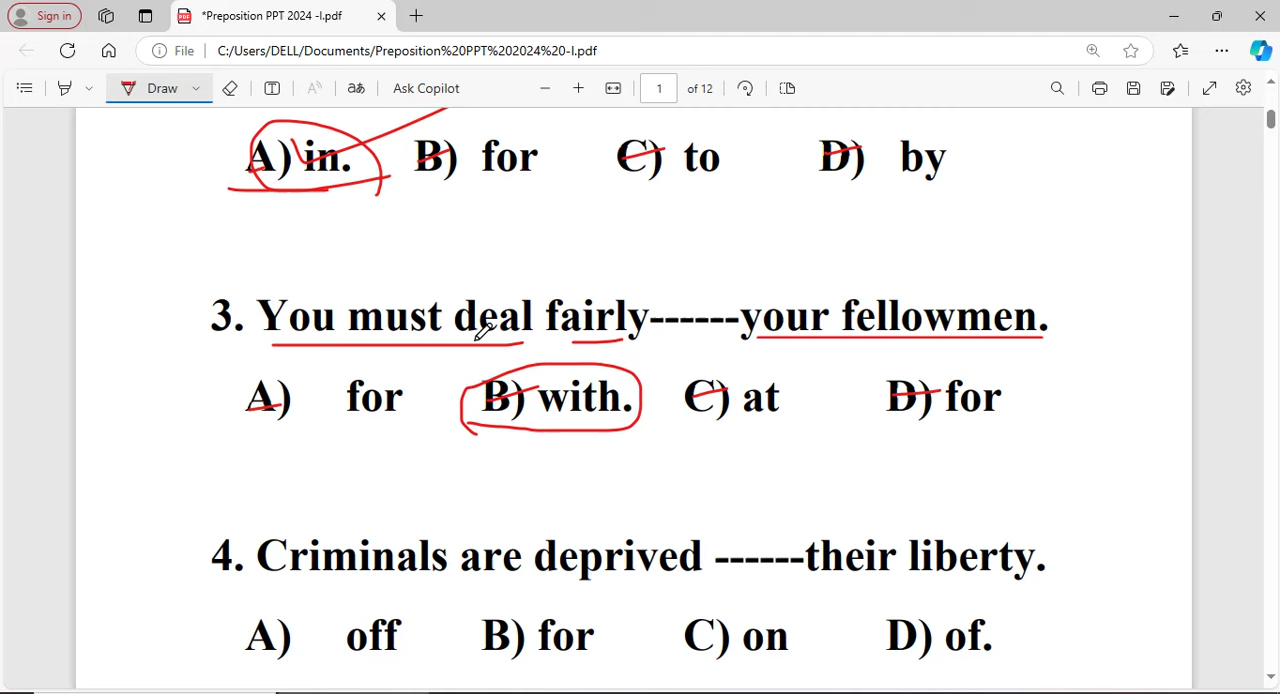 Sign in
*Preposition PPT 2024 -I.pdf
File C:/Users/DELL/Documents/Preposition%20PPT%202024%20-I.pdf
Draw
Ask Copilot
1 of 12
A) in. B) for C) to D) by
3. You must deal fairly------your fellowmen.
A) for B) with. C) at D) for
4. Criminals are deprived ------their liberty.
A) off B) for C) on D) of.